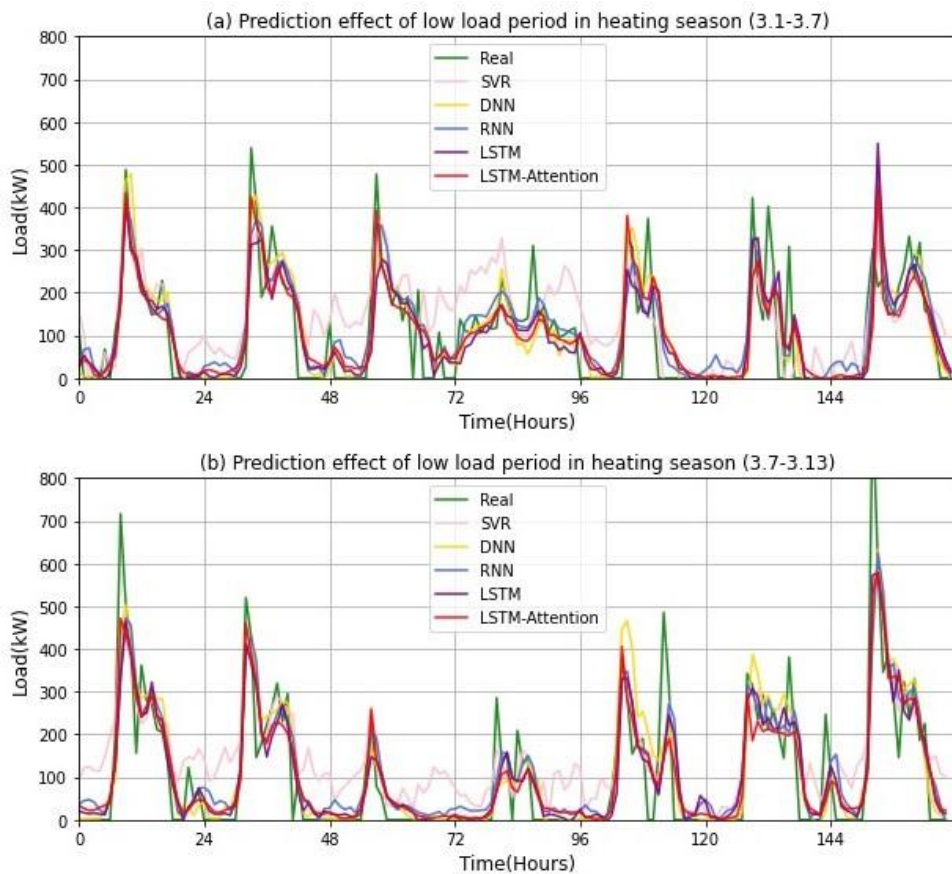 (a) Prediction effect of low load period in heating season (3.1-3.7)
800
700
600
500
400
300
200
100
0
Load(kW)
Real
SVR
DNN
RNN
LSTM
LSTM-Attention
0 24 48 72 96 120 144
Time(Hours)
(b) Prediction effect of low load period in heating season (3.7-3.13)
800
700
600
500
400
300
200
100
0
Load(kW)
Real
SVR
DNN
RNN
LSTM
LSTM-Attention
0 24 48 72 96 120 144
Time(Hours)